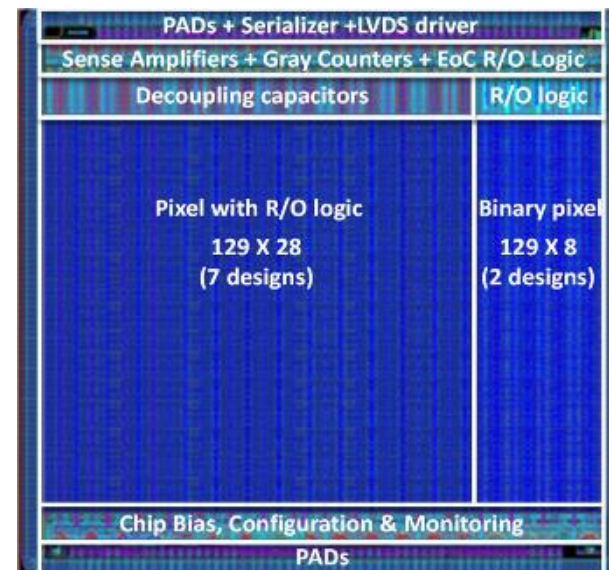 PADs + Serializer +LVDS driver
Sense Amplifiers + Gray Counters + EoC R/O Logic
Decoupling capacitors
R/O logic
Pixel with R/O logic
129 X 28
(7 designs)
Binary pixel
129 X 8
(2 designs)
Chip Bias, Configuration & Monitoring
PADs